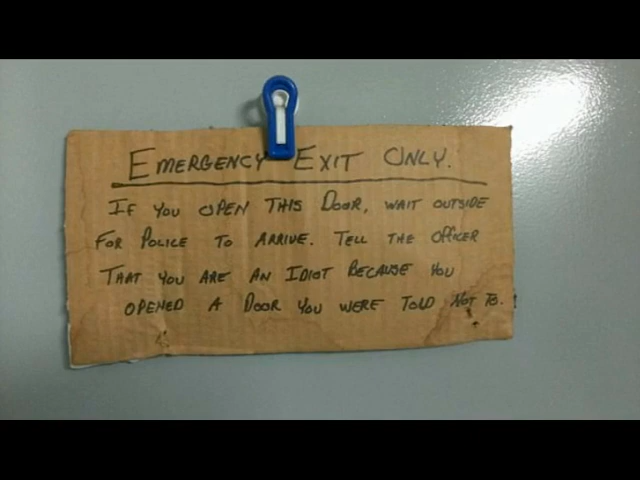 EMERGENCY EXIT ONLY.
IF YOU OPEN THIS DOOR, WAIT OUTSIDE
FOR POLICE TO ARRIVE. TELL THE OFFICER
THAT YOU ARE AN IDIOT BECAUSE YOU
OPENED A DOOR YOU WERE TOLD NOT TO.